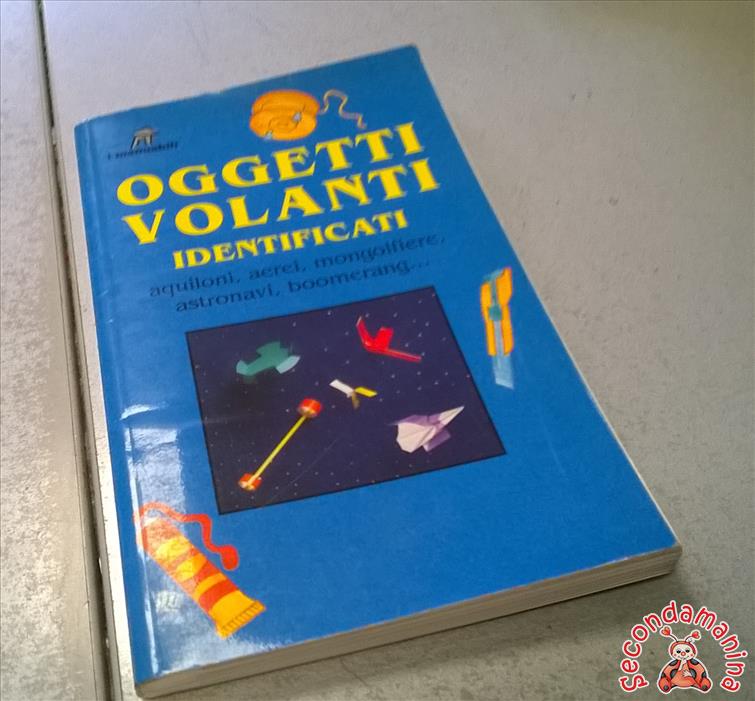 OGGETTI
VOLANTI
IDENTIFICATI
aquiloni, aerei, mongolfiere,
astronavi, boomerang...
secondamanina